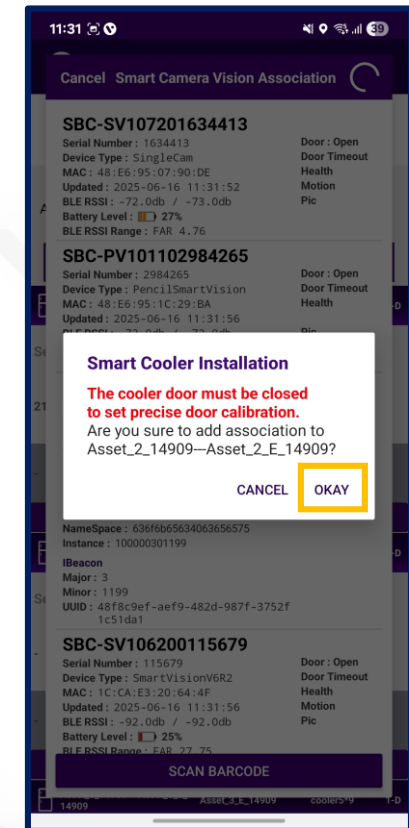 11:31 39
Cancel Smart Camera Vision Association
SBC-SV107201634413
Serial Number : 1634413 Door : Open
Device Type : SingleCam Door Timeout
MAC : 48:E6:95:07:90:DE Health
Updated : 2025-06-16 11:31:52 Motion
BLE RSSI : -72.0db / -73.0db Pic
Battery Level : 27%
BLE RSSI Range : FAR 4.76
SBC-PV101102984265
Serial Number : 2984265 Door : Open
Device Type : PencilSmartVision Door Timeout
MAC : 48:E6:95:1C:29:BA Health
Updated : 2025-06-16 11:31:56
Smart Cooler Installation
The cooler door must be closed
to set precise door calibration.
Are you sure to add association to
Asset_2_14909---Asset_2_E_14909?
CANCEL OKAY
NameSpace : 636f6b65634063656575
Instance : 100000301199
IBeacon
Major : 3
Minor : 1199
UUID : 48f8c9ef-aef9-482d-987f-3752f
1c51da1
SBC-SV106200115679
Serial Number : 115679 Door : Open
Device Type : SmartVisionV6R2 Door Timeout
MAC : 1C:CA:E3:20:64:4F Health
Updated : 2025-06-16 11:31:56 Motion
BLE RSSI : -92.0db / -92.0db Pic
Battery Level : 25%
BLE RSSI Range : FAR 27.75
SCAN BARCODE
14909 Asset_3_E_14909 cooler5*9 T-D